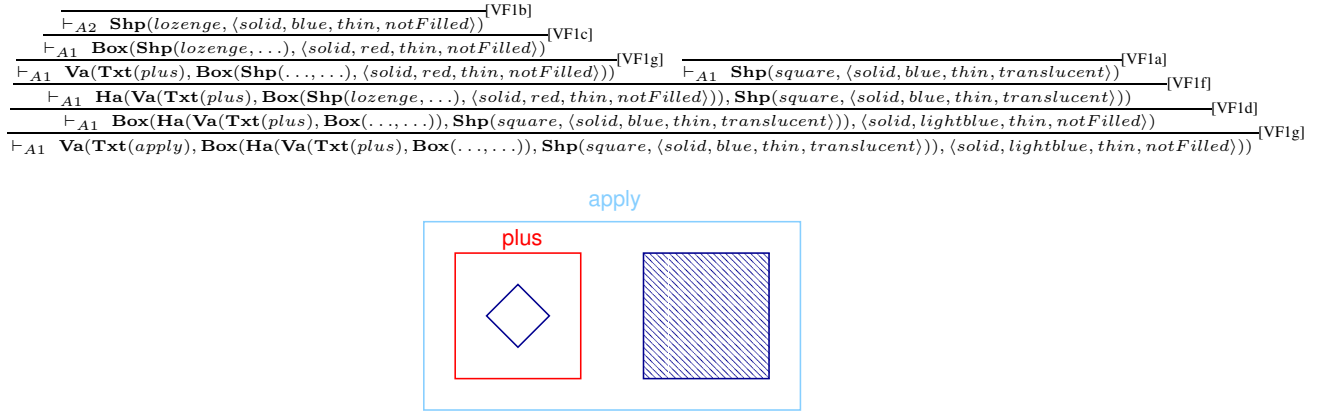 [VF1b]
⊢A2 Shp(lozenge, ⟨solid, blue, thin, notFilled⟩)
[VF1c]
⊢A1 Box(Shp(lozenge, . . .), ⟨solid, red, thin, notFilled⟩)
[VF1g] [VF1a]
⊢A1 Va(Txt(plus), Box(Shp(. . . , . . .), ⟨solid, red, thin, notFilled⟩)) ⊢A1 Shp(square, ⟨solid, blue, thin, translucent⟩)
[VF1f]
⊢A1 Ha(Va(Txt(plus), Box(Shp(lozenge, . . .), ⟨solid, red, thin, notFilled⟩)), Shp(square, ⟨solid, blue, thin, translucent⟩))
[VF1d]
⊢A1 Box(Ha(Va(Txt(plus), Box(. . . , . . .)), Shp(square, ⟨solid, blue, thin, translucent⟩)), ⟨solid, lightblue, thin, notFilled⟩)
[VF1g]
⊢A1 Va(Txt(apply), Box(Ha(Va(Txt(plus), Box(. . . , . . .)), Shp(square, ⟨solid, blue, thin, translucent⟩)), ⟨solid, lightblue, thin, notFilled⟩))
apply
plus